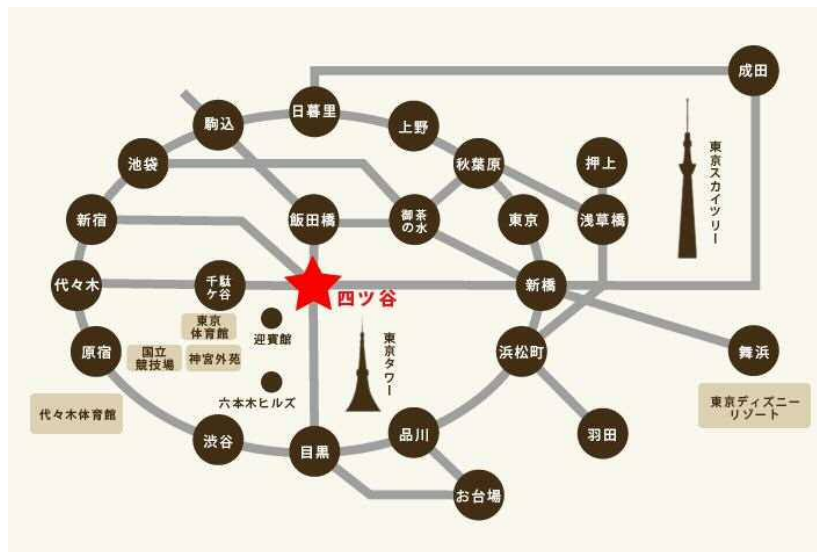 成田
日暮里
駒込
上野
池袋
秋葉原
押上
東京スカイツリー
新宿
飯田橋
御茶
の水
東京
浅草橋
代々木
千駄
ケ谷
四ツ谷
新橋
東京
体育館
迎賓館
東京タワー
原宿
国立
競技場
神宮外苑
浜松町
舞浜
代々木体育館
六本木ヒルズ
東京ディズニー
リゾート
渋谷
目黒
品川
羽田
お台場